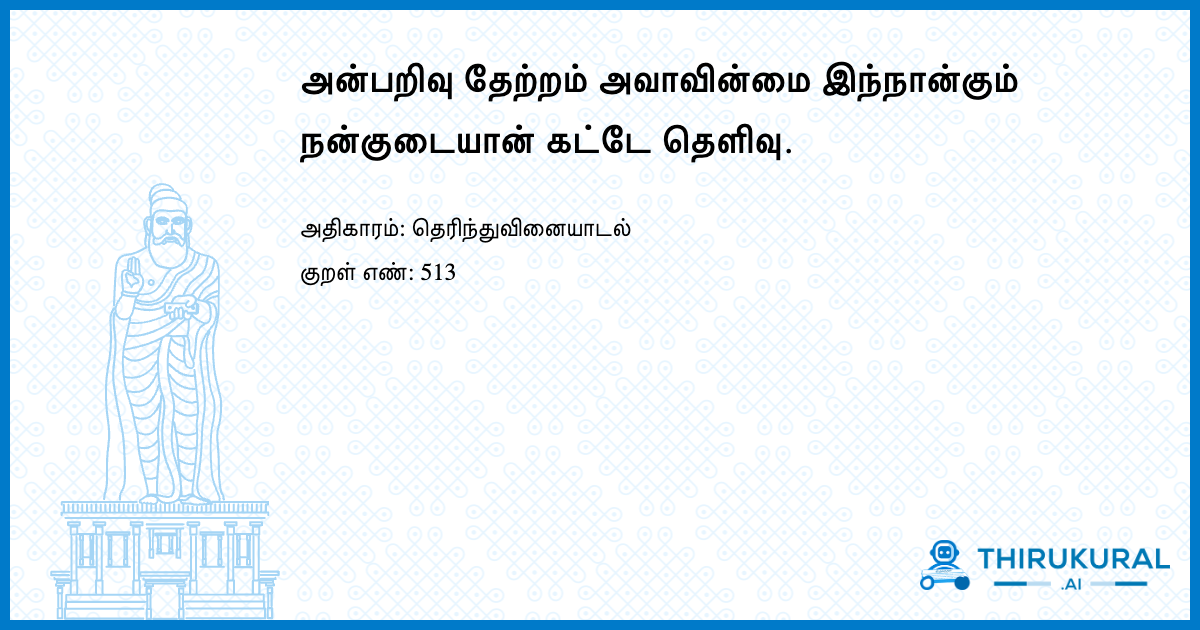 அன்பறிவு தேற்றம் அவாவின்மை இந்நான்கும்
நன்குடையான் கட்டே தெளிவு.
அதிகாரம்: தெரிந்துவினையாடல்
குறள் எண்: 513
THIRUKURAL
.AI